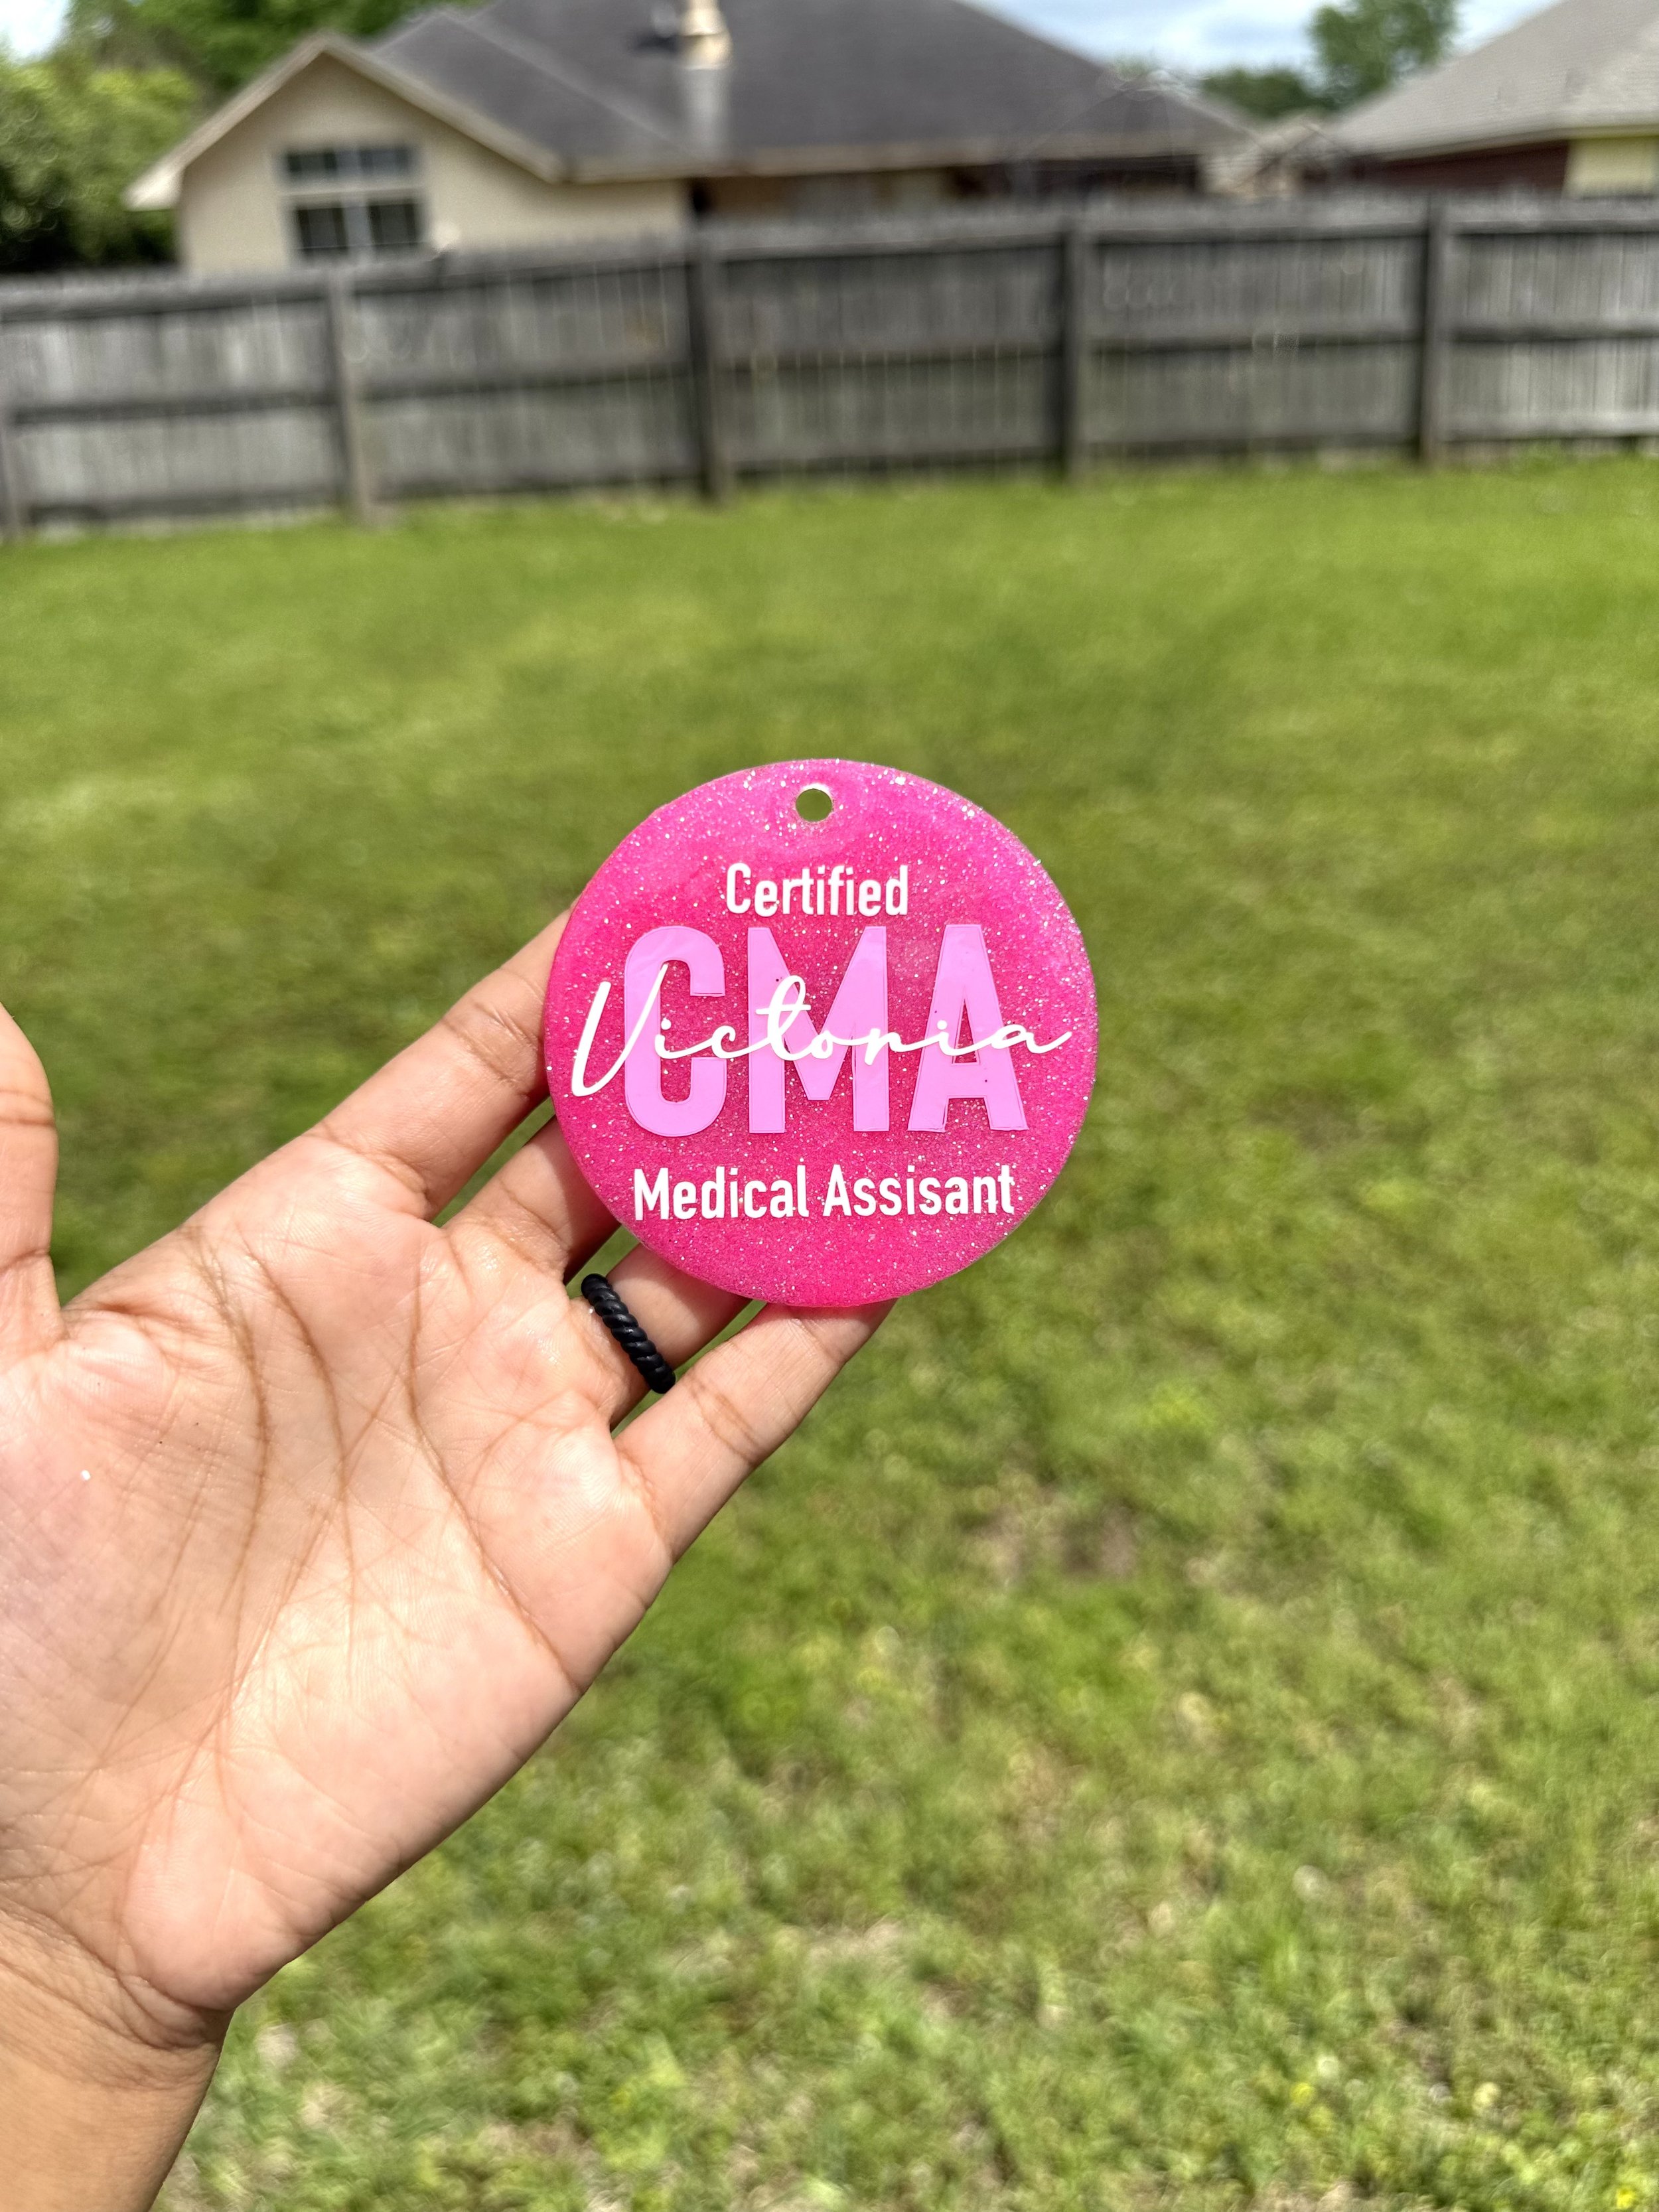 Certified
CMA
Victoria
Medical Assisant